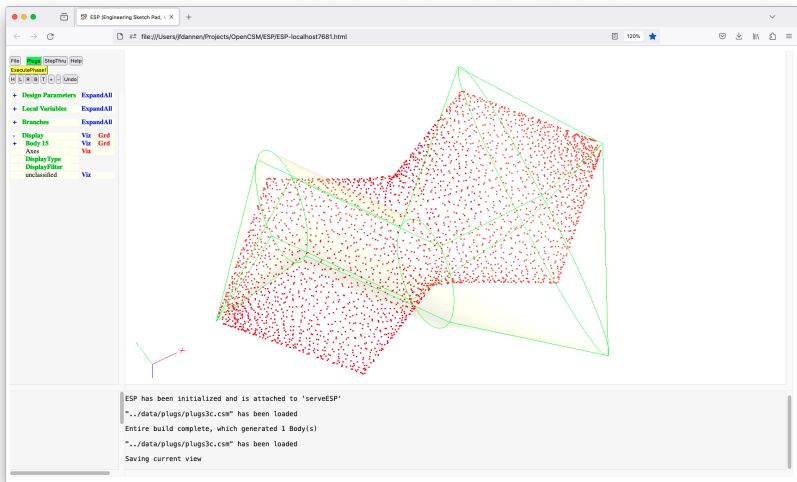 ESP (Engineering Sketch Pad, V
file:///Users/jfdannen/Projects/OpenCSM/ESP/ESP-localhost7681.html
120%
File Plugs StepThru Help
ExecutePhase1
H L R B T + - Undo
+ Design Parameters ExpandAll
+ Local Variables ExpandAll
+ Branches ExpandAll
- Display Viz Grd
+ Body 15 Viz Grd
Axes Viz
DisplayType
DisplayFilter
unclassified Viz
ESP has been initialized and is attached to 'serveESP'
"../data/plugs/plugs3c.csm" has been loaded
Entire build complete, which generated 1 Body(s)
"../data/plugs/plugs3c.csm" has been loaded
Saving current view